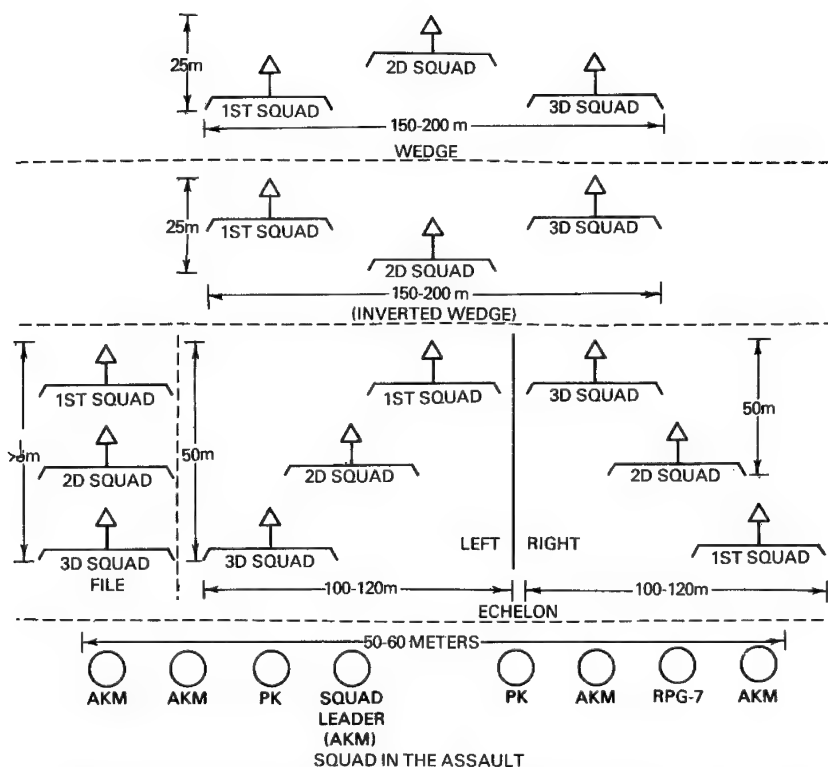 25m
2D SQUAD
1ST SQUAD
3D SQUAD
150-200 m
WEDGE
25m
1ST SQUAD
3D SQUAD
2D SQUAD
150-200 m
(INVERTED WEDGE)
1ST SQUAD
2D SQUAD
3D SQUAD
FILE
50m
1ST SQUAD
2D SQUAD
3D SQUAD
LEFT
RIGHT
3D SQUAD
50m
2D SQUAD
1ST SQUAD
100-120m
100-120m
ECHELON
50-60 METERS
AKM
AKM
PK
SQUAD
LEADER
(AKM)
PK
AKM
RPG-7
AKM
SQUAD IN THE ASSAULT